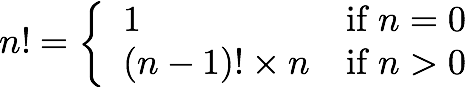 n! = { 1 if n = 0
(n − 1)! × n if n > 0